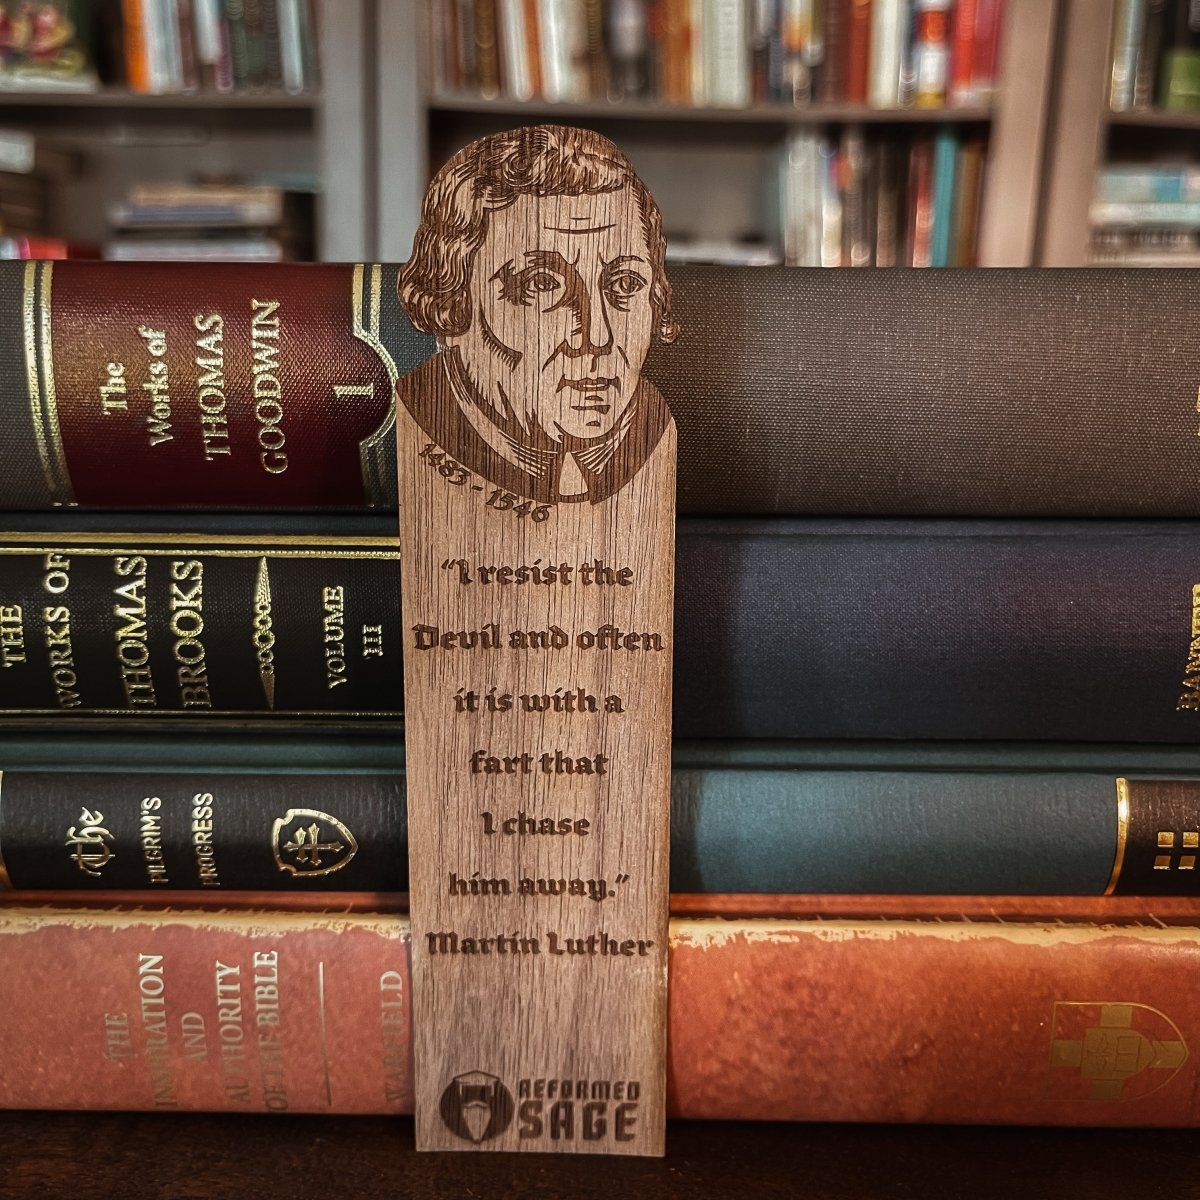 The
Works of
THOMAS
GOODWIN
1
THE
WORKS OF
THOMAS
BROOKS
VOLUME
III
The
PILGRIM'S
PROGRESS
THE
INSPIRATION
AND
AUTHORITY
OF THE BIBLE
WARFIELD
1483 - 1546
"I resist the
Devil and often
it is with a
fart that
I chase
him away."
Martin Luther
REFORMED
SAGE